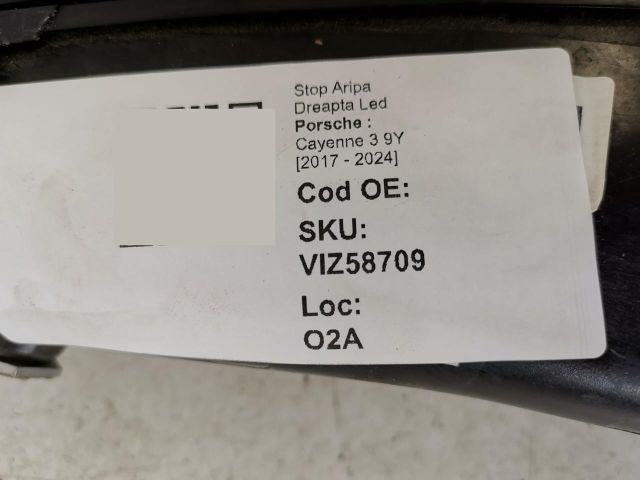 Stop Aripa
Dreapta Led
Porsche :
Cayenne 3 9Y
[2017 - 2024]
Cod OE:
SKU:
VIZ58709
Loc:
O2A